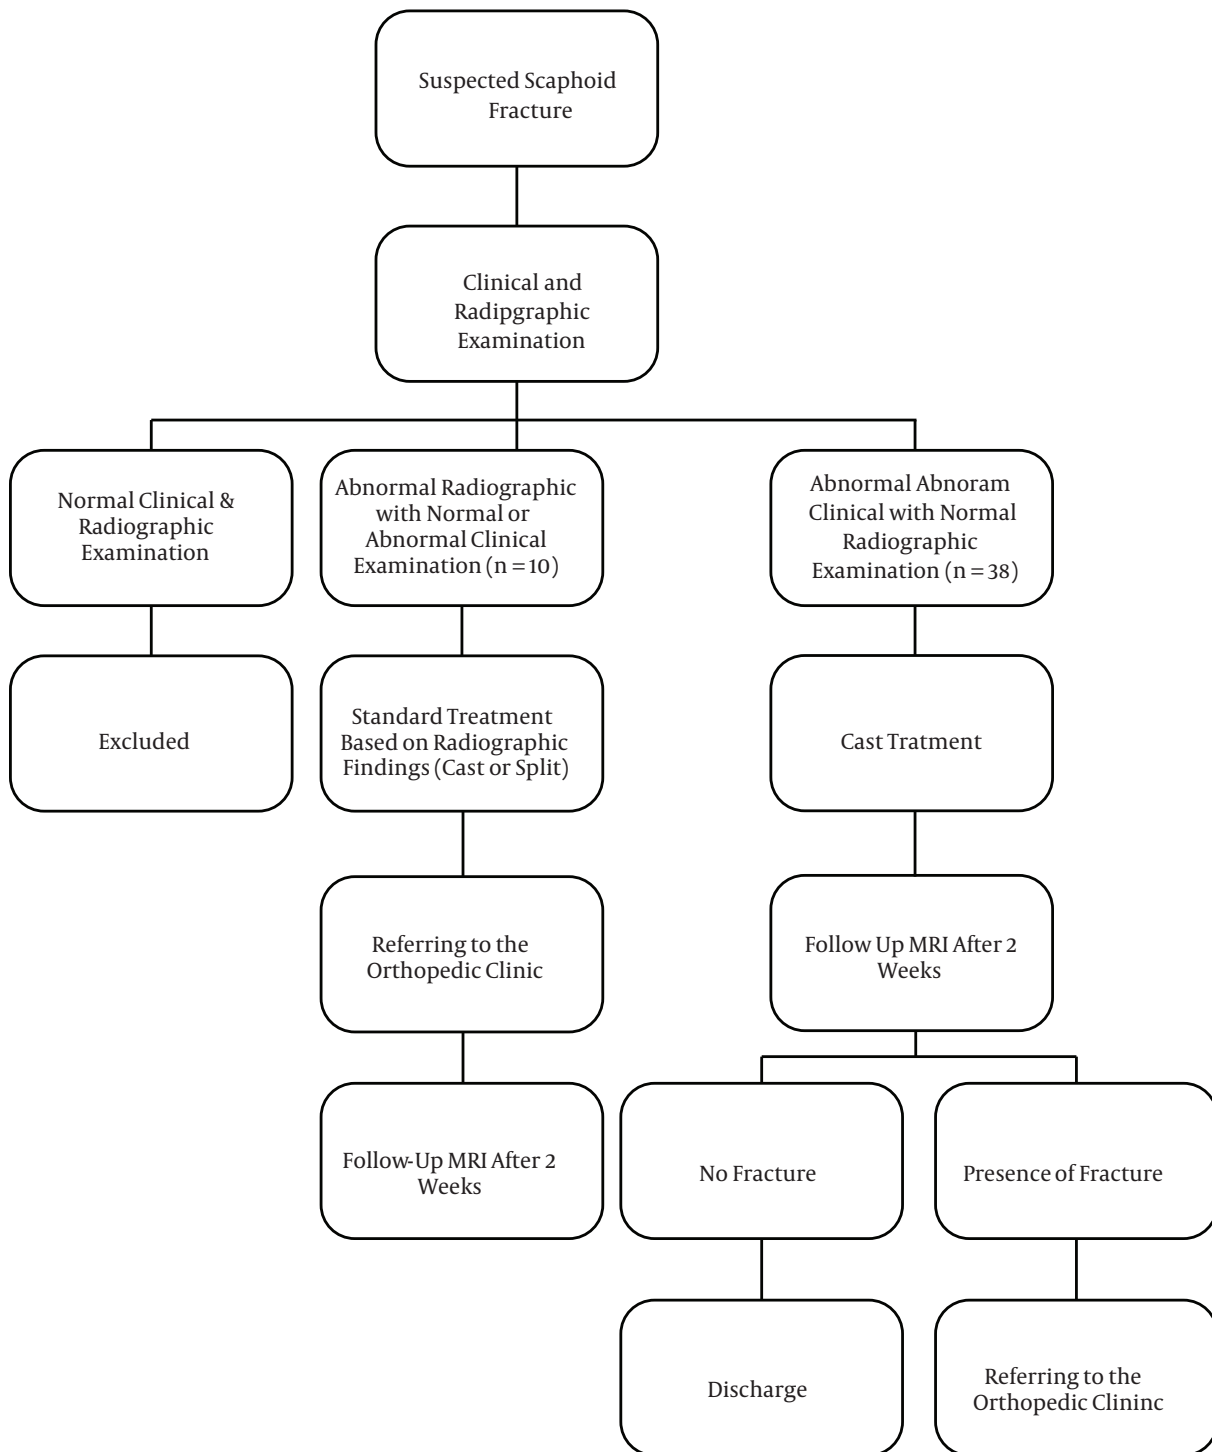 Suspected Scaphoid
Fracture
Clinical and
Radipgraphic
Examination
Normal Clinical &
Radiographic
Examination
Abnormal Radiographic
with Normal or
Abnormal Clinical
Examination (n = 10)
Abnormal Abnoram
Clinical with Normal
Radiographic
Examination (n = 38)
Excluded
Standard Treatment
Based on Radiographic
Findings (Cast or Split)
Cast Tratment
Referring to the
Orthopedic Clinic
Follow Up MRI After 2
Weeks
Follow-Up MRI After 2
Weeks
No Fracture
Presence of Fracture
Discharge
Referring to the
Orthopedic Clininc